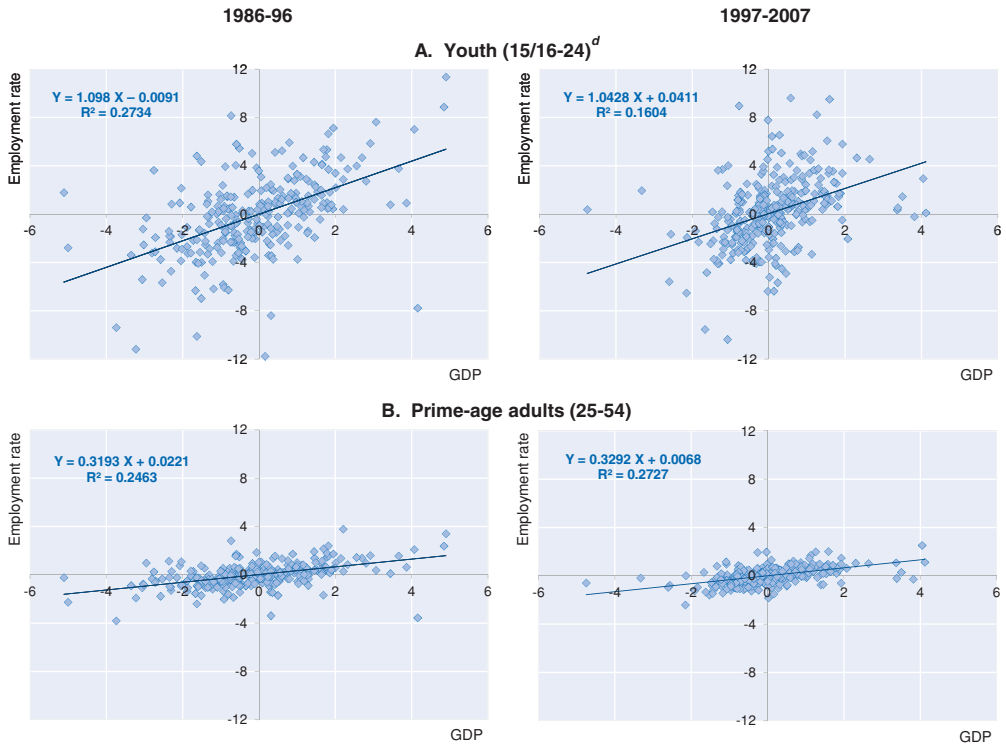 1986-96
1997-2007
A. Youth (15/16-24)d
Employment rate
12
Y = 1.098 X – 0.0091
R² = 0.2734
8
4
0
-6 -4 -2 0 2 4 6
-4
-8
-12
GDP
Employment rate
12
Y = 1.0428 X + 0.0411
R² = 0.1604
8
4
0
-6 -4 -2 0 2 4 6
-4
-8
-12
GDP
B. Prime-age adults (25-54)
Employment rate
12
Y = 0.3193 X + 0.0221
R² = 0.2463
8
4
0
-6 -4 -2 0 2 4 6
-4
-8
-12
GDP
Employment rate
12
Y = 0.3292 X + 0.0068
R² = 0.2727
8
4
0
-6 -4 -2 0 2 4 6
-4
-8
-12
GDP